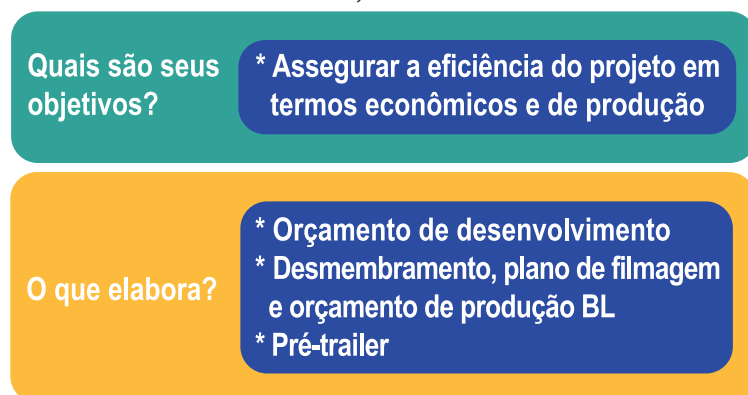 Quais são seus
objetivos?
* Assegurar a eficiência do projeto em
termos econômicos e de produção
O que elabora?
* Orçamento de desenvolvimento
* Desmembramento, plano de filmagem
e orçamento de produção BL
* Pré-trailer